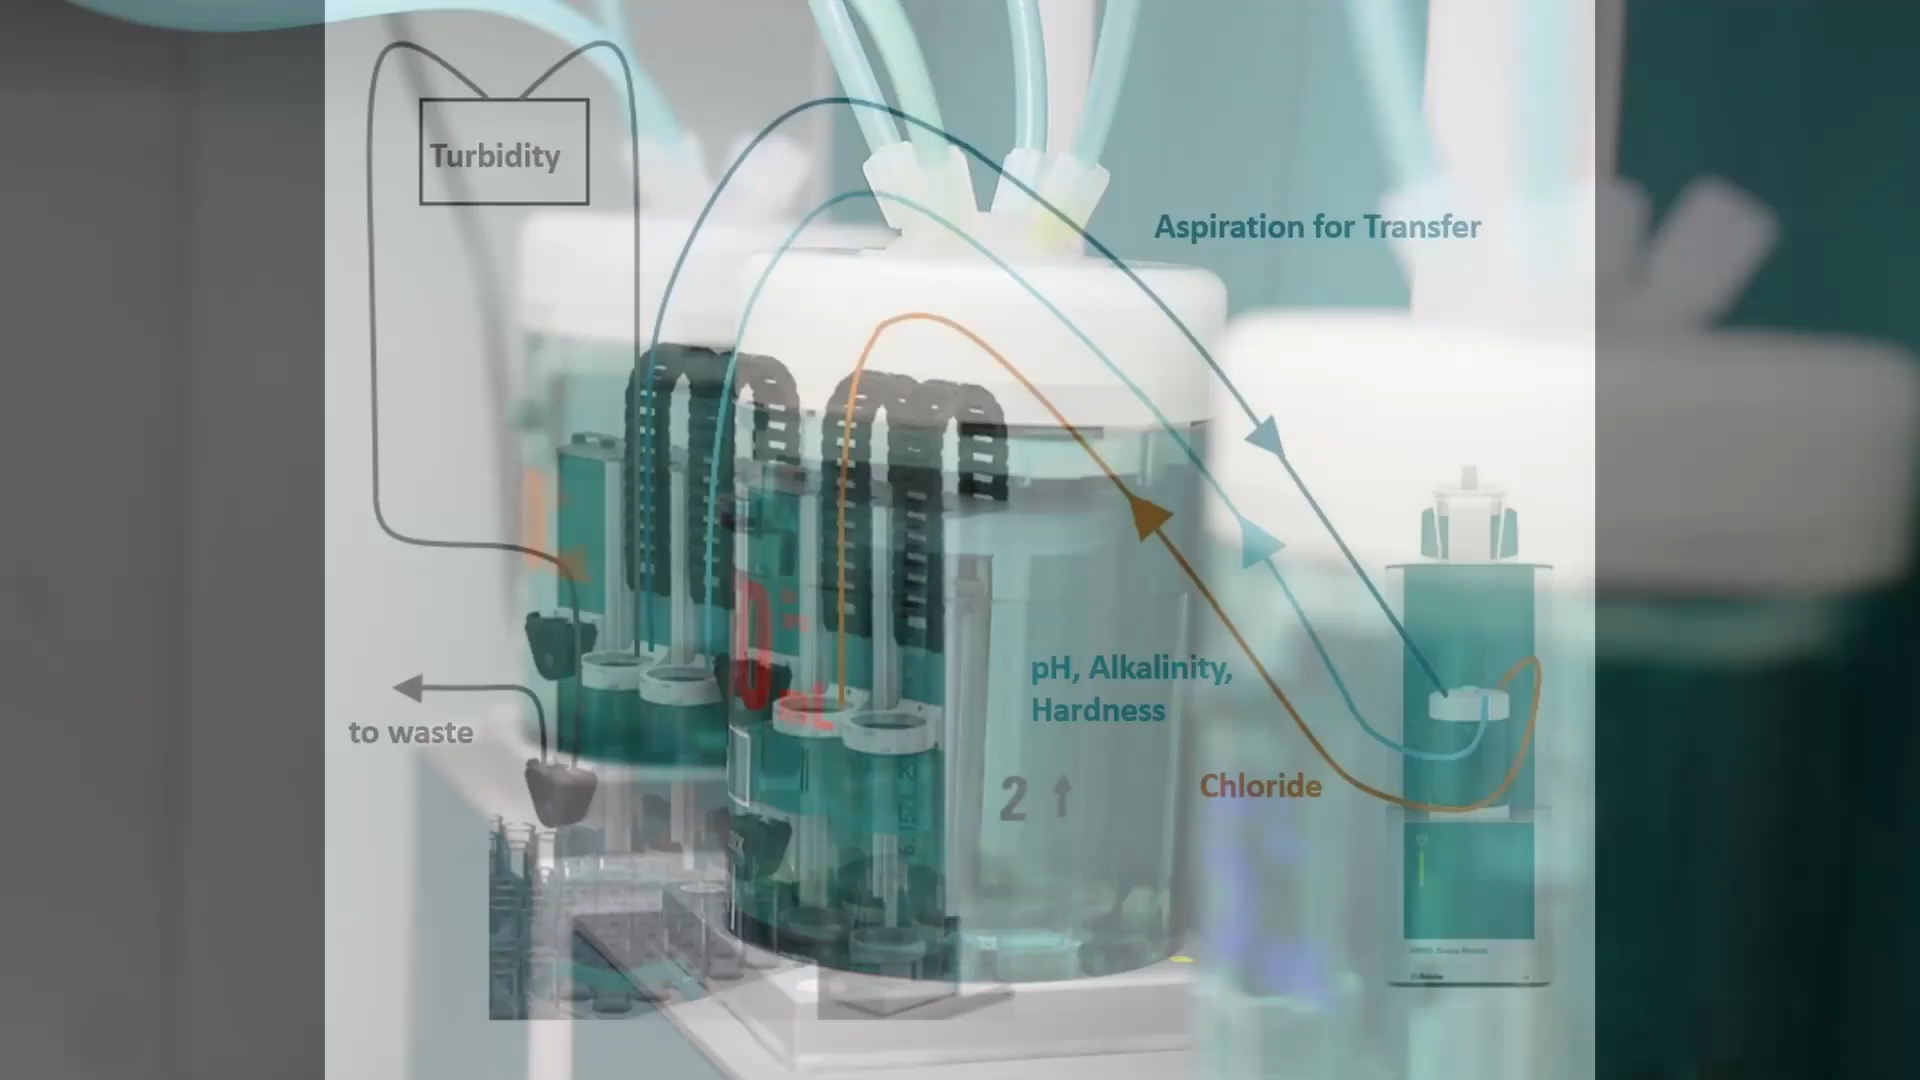 Turbidity
Aspiration for Transfer
pH, Alkalinity,
Hardness
to waste
Chloride
2